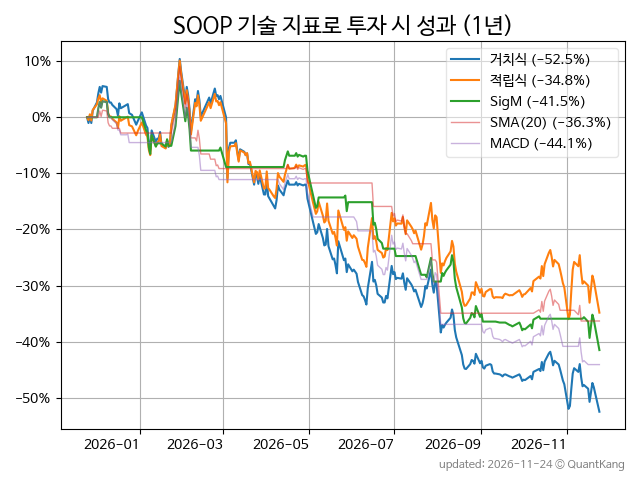 SOOP 기술 지표로 투자 시 성과 (1년)
거치식 (−52.5%)
적립식 (−34.8%)
SigM (−41.5%)
SMA(20) (−36.3%)
MACD (−44.1%)
10%
0%
−10%
−20%
−30%
−40%
−50%
2026-01 2026-03 2026-05 2026-07 2026-09 2026-11
updated: 2026-11-24 © QuantKang